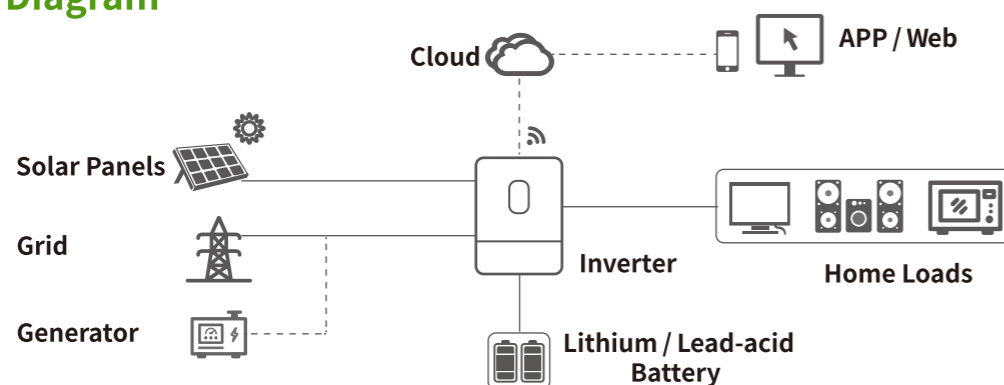 Diagram
Cloud
APP / Web
Solar Panels
Grid
Inverter
Home Loads
Generator
Lithium / Lead-acid
Battery